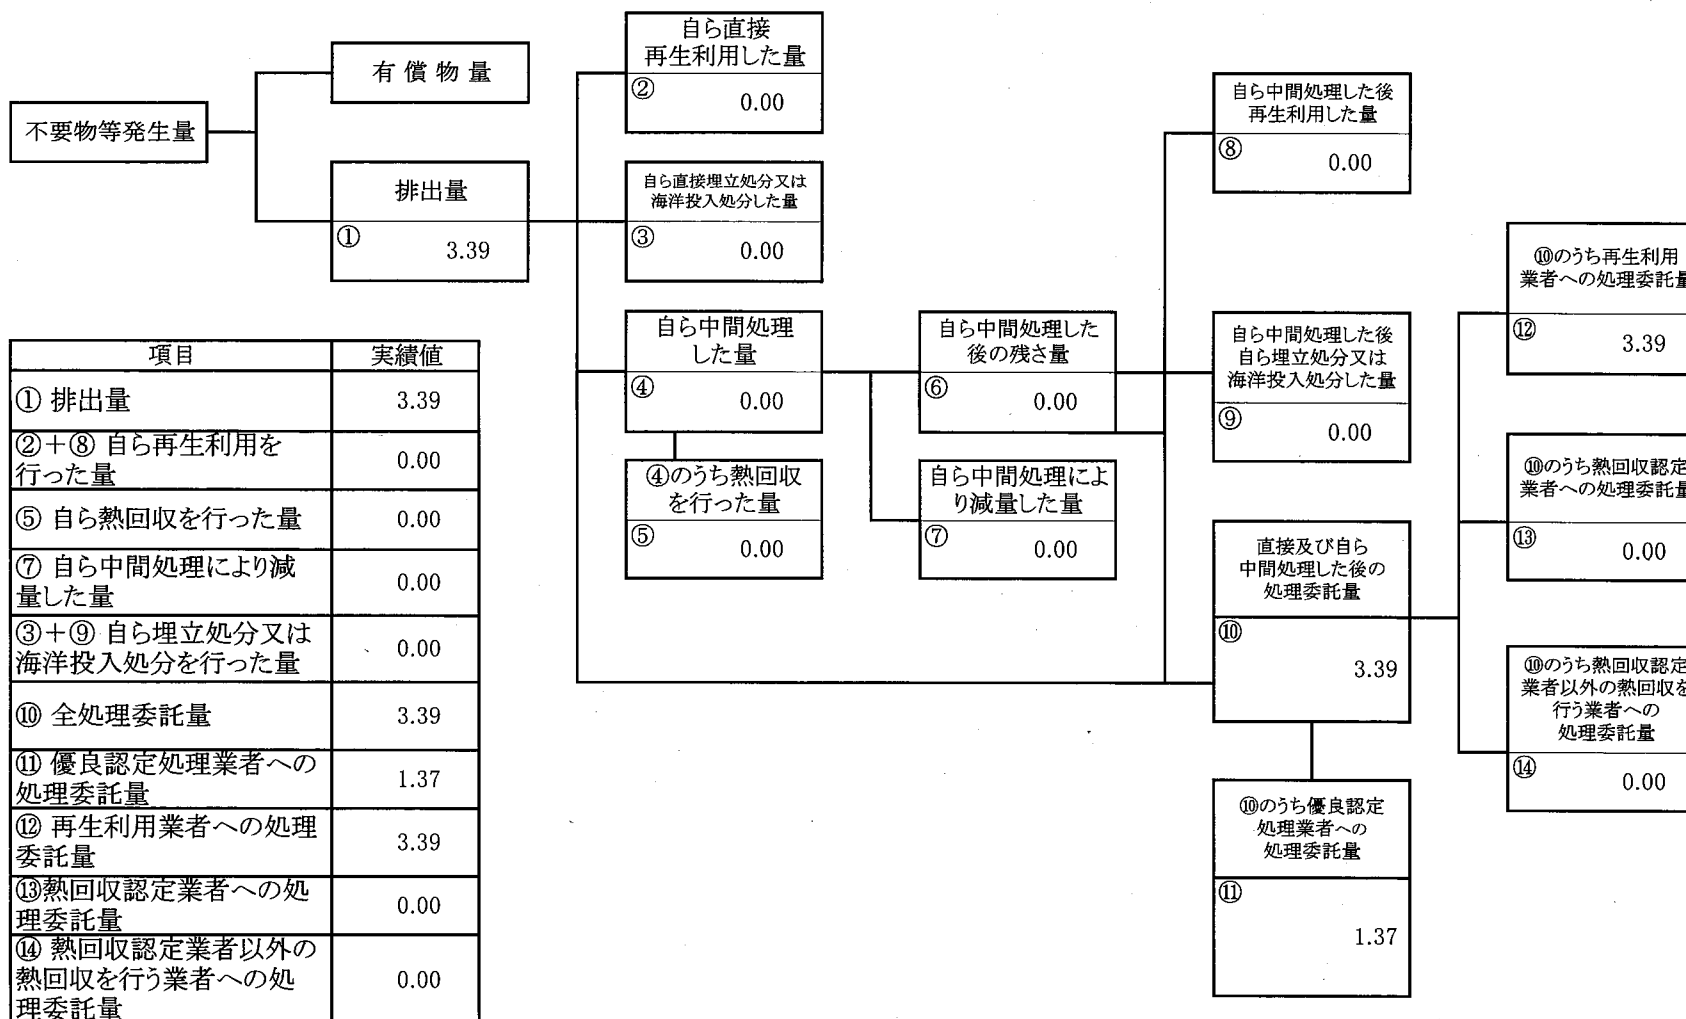 不要物等発生量
有償物量
排出量
①
3.39
自ら直接
再生利用した量
②
0.00
自ら直接埋立処分又は
海洋投入処分した量
③
0.00
自ら中間処理
した量
④
0.00
④のうち熱回収
を行った量
⑤
0.00
自ら中間処理した
後の残さ量
⑥
0.00
自ら中間処理によ
り減量した量
⑦
0.00
自ら中間処理した後
再生利用した量
⑧
0.00
自ら中間処理した後
自ら埋立処分又は
海洋投入処分した量
⑨
0.00
直接及び自ら
中間処理した後の
処理委託量
⑩
3.39
⑩のうち優良認定
処理業者への
処理委託量
⑪
1.37
⑩のうち再生利用
業者への処理委託量
⑫
3.39
⑩のうち熱回収認定
業者への処理委託量
⑬
0.00
⑩のうち熱回収認定
業者以外の熱回収を
行う業者への
処理委託量
⑭
0.00
項目 実績値
① 排出量 3.39
②+⑧ 自ら再生利用を
行った量 0.00
⑤ 自ら熱回収を行った量 0.00
⑦ 自ら中間処理により減
量した量 0.00
③+⑨ 自ら埋立処分又は
海洋投入処分を行った量 0.00
⑩ 全処理委託量 3.39
⑪ 優良認定処理業者への
処理委託量 1.37
⑫ 再生利用業者への処理
委託量 3.39
⑬熱回収認定業者への処
理委託量 0.00
⑭ 熱回収認定業者以外の
熱回収を行う業者への処
理委託量 0.00